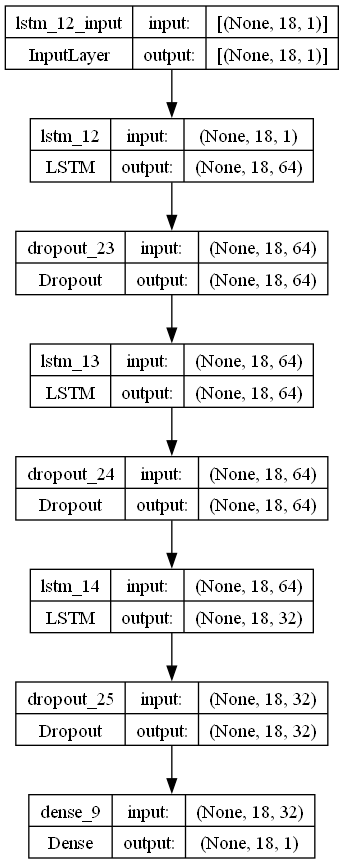 lstm_12_input input: [(None, 18, 1)]
InputLayer output: [(None, 18, 1)]
lstm_12 input: (None, 18, 1)
LSTM output: (None, 18, 64)
dropout_23 input: (None, 18, 64)
Dropout output: (None, 18, 64)
lstm_13 input: (None, 18, 64)
LSTM output: (None, 18, 64)
dropout_24 input: (None, 18, 64)
Dropout output: (None, 18, 64)
lstm_14 input: (None, 18, 64)
LSTM output: (None, 18, 32)
dropout_25 input: (None, 18, 32)
Dropout output: (None, 18, 32)
dense_9 input: (None, 18, 32)
Dense output: (None, 18, 1)